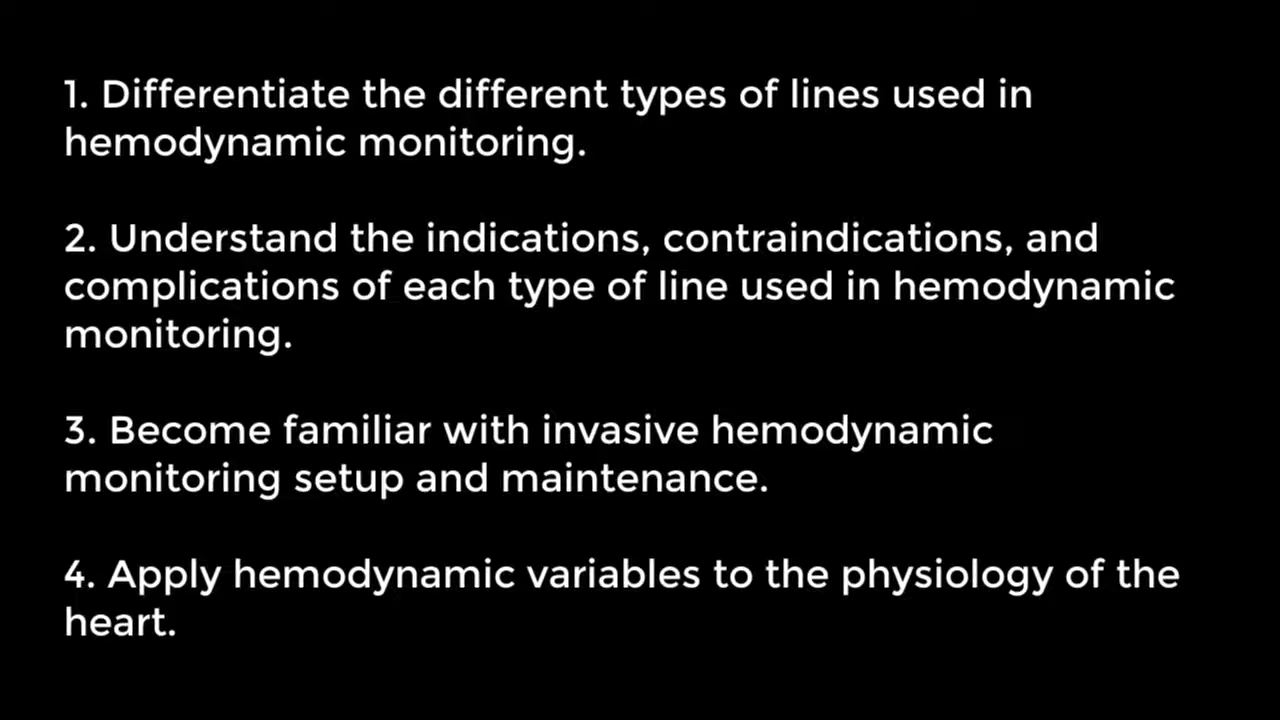 1. Differentiate the different types of lines used in
hemodynamic monitoring.
2. Understand the indications, contraindications, and
complications of each type of line used in hemodynamic
monitoring.
3. Become familiar with invasive hemodynamic
monitoring setup and maintenance.
4. Apply hemodynamic variables to the physiology of the
heart.